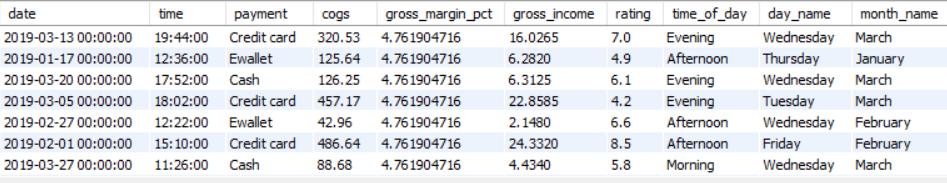 date time payment cogs gross_margin_pct gross_income rating time_of_day day_name month_name
2019-03-13 00:00:00 19:44:00 Credit card 320.53 4.761904716 16.0265 7.0 Evening Wednesday March
2019-01-17 00:00:00 12:36:00 Ewallet 125.64 4.761904716 6.2820 4.9 Afternoon Thursday January
2019-03-20 00:00:00 17:52:00 Cash 126.25 4.761904716 6.3125 6.1 Evening Wednesday March
2019-03-05 00:00:00 18:02:00 Credit card 457.17 4.761904716 22.8585 4.2 Evening Tuesday March
2019-02-27 00:00:00 12:22:00 Ewallet 42.96 4.761904716 2.1480 6.6 Afternoon Wednesday February
2019-02-01 00:00:00 15:10:00 Credit card 486.64 4.761904716 24.3320 8.5 Afternoon Friday February
2019-03-27 00:00:00 11:26:00 Cash 88.68 4.761904716 4.4340 5.8 Morning Wednesday March